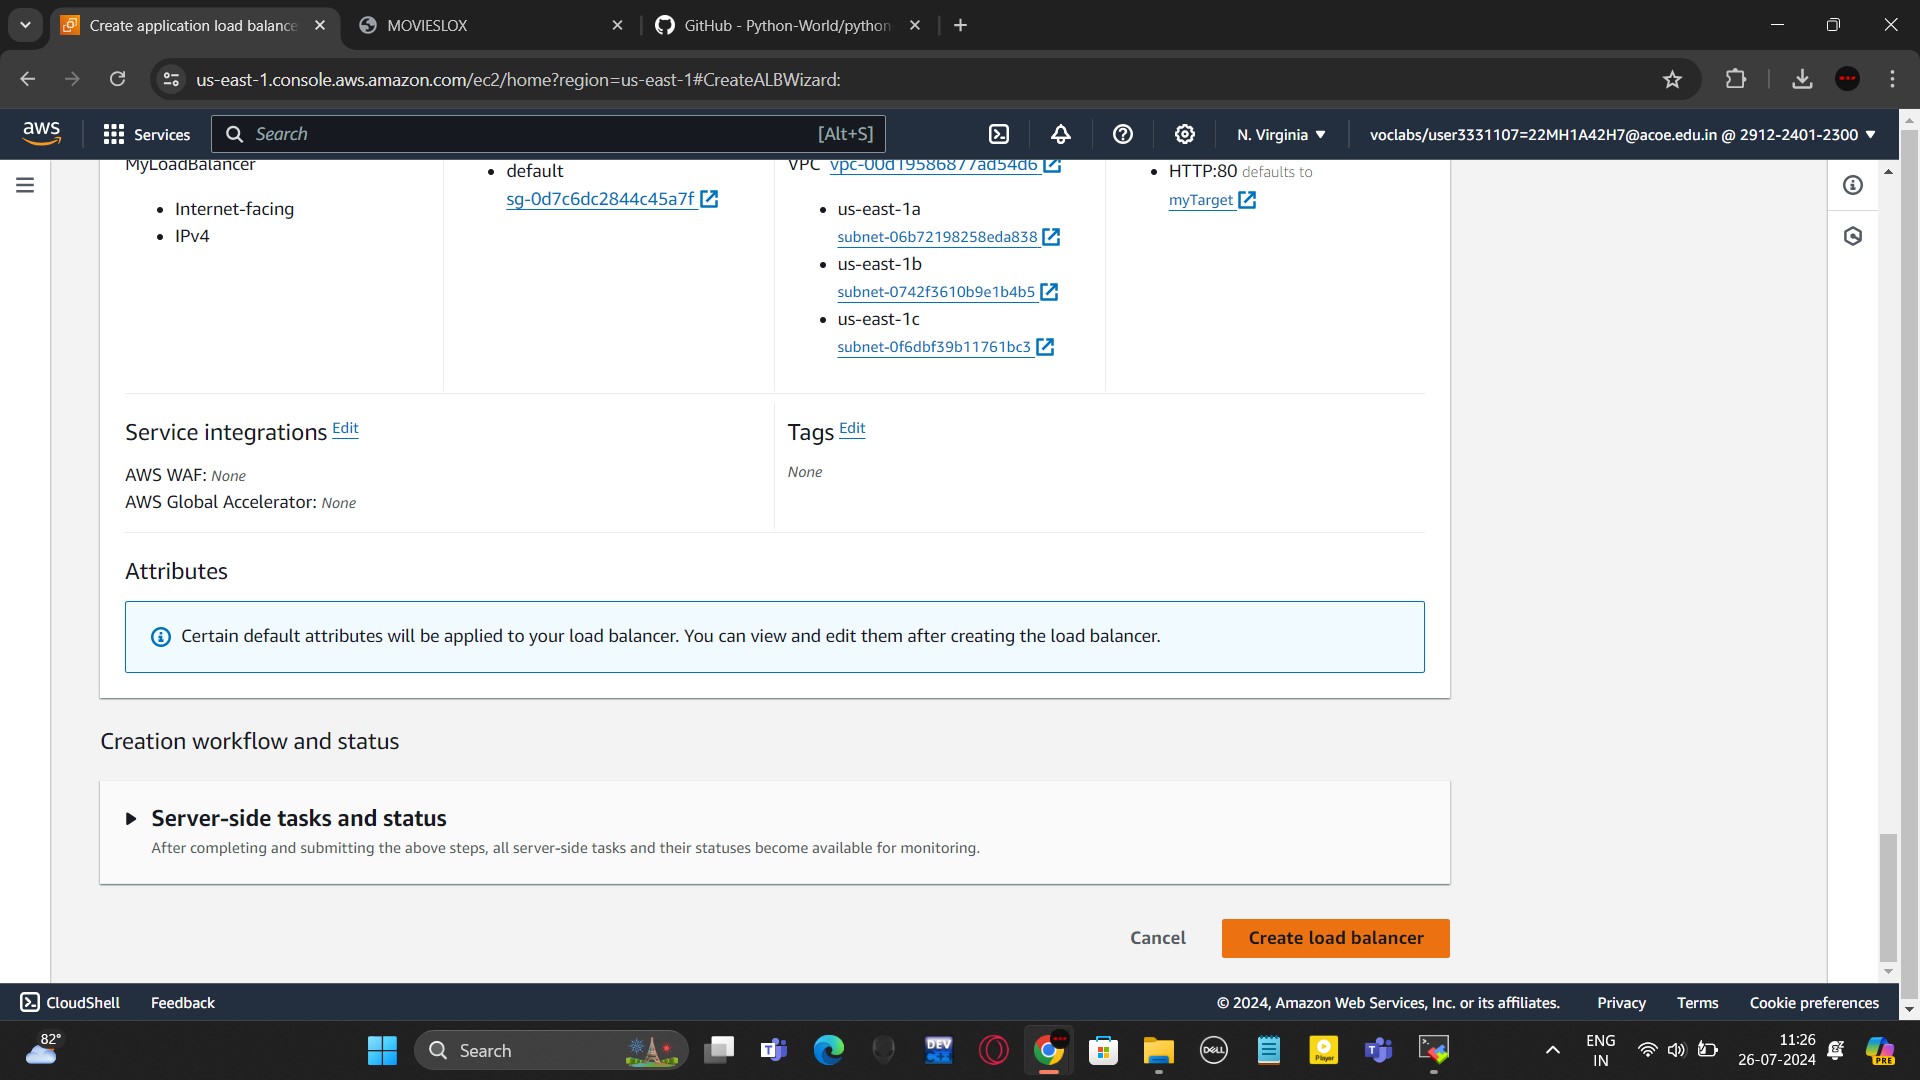 Create application load balance
MOVIESLOX
GitHub - Python-World/python
us-east-1.console.aws.amazon.com/ec2/home?region=us-east-1#CreateALBWizard:
aws
Services
Search
[Alt+S]
N. Virginia
voclabs/user3331107=22MH1A42H7@acoe.edu.in @ 2912-2401-2300
MyLoadBalancer
• Internet-facing
• IPv4
• default
sg-0d7c6dc2844c45a7f
VPC vpc-00d19586877ad54d6
• us-east-1a
subnet-06b72198258eda838
• us-east-1b
subnet-0742f3610b9e1b4b5
• us-east-1c
subnet-0f6dbf39b11761bc3
• HTTP:80 defaults to
myTarget
Service integrations Edit
AWS WAF: None
AWS Global Accelerator: None
Tags Edit
None
Attributes
Certain default attributes will be applied to your load balancer. You can view and edit them after creating the load balancer.
Creation workflow and status
Server-side tasks and status
After completing and submitting the above steps, all server-side tasks and their statuses become available for monitoring.
Cancel
Create load balancer
CloudShell
Feedback
© 2024, Amazon Web Services, Inc. or its affiliates.
Privacy
Terms
Cookie preferences
82°
Search
DEV
C++
DELL
Player
ENG
IN
11:26
26-07-2024
PRE